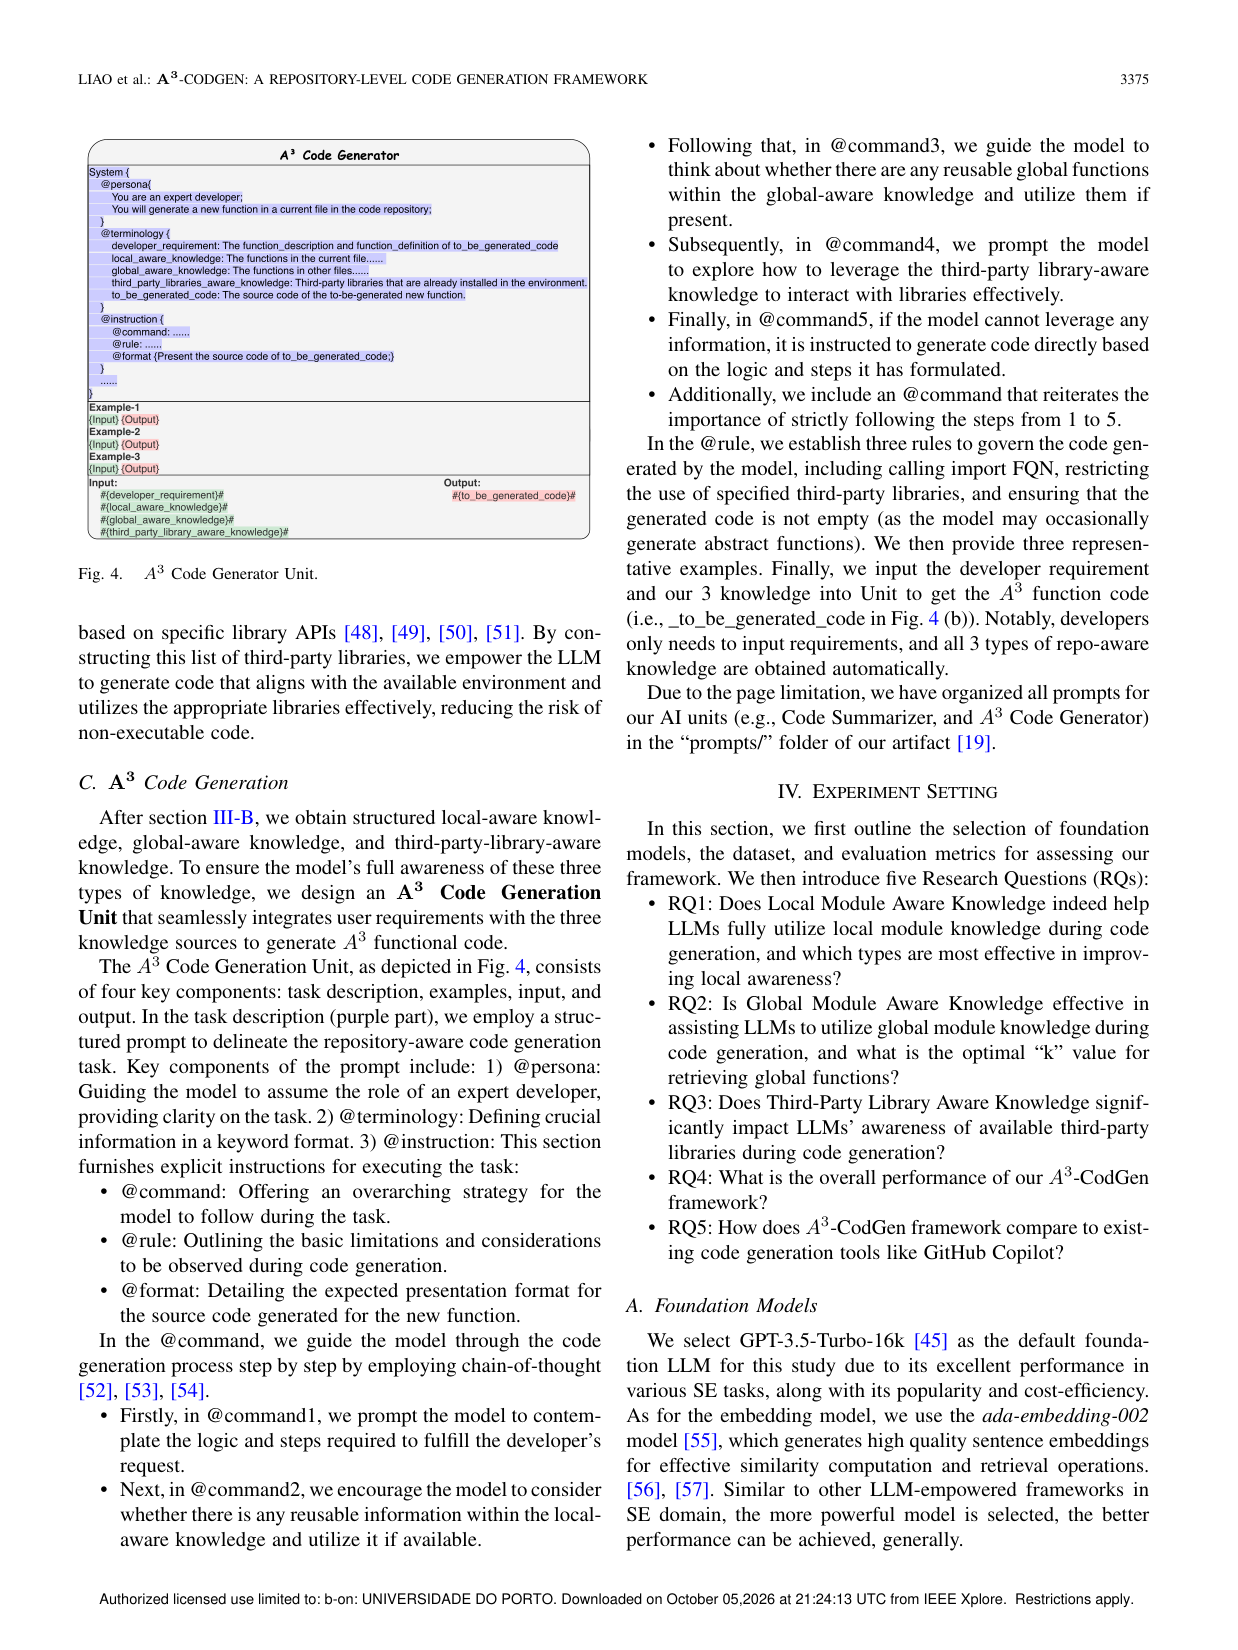 LIAO et al.: A³-CODGEN: A REPOSITORY-LEVEL CODE GENERATION FRAMEWORK 3375
A³ Code Generator
System {
@persona{
You are an expert developer;
You will generate a new function in a current file in the code repository;
}
@terminology {
developer_requirement: The function_description and function_definition of to_be_generated_code
local_aware_knowledge: The functions in the current file......
global_aware_knowledge: The functions in other files......
third_party_libraries_aware_knowledge: Third-party libraries that are already installed in the environment.
to_be_generated_code: The source code of the to-be-generated new function.
}
@instruction {
@command: ......
@rule: ......
@format {Present the source code of to_be_generated_code;}
}
......
}
Example-1
{Input} {Output}
Example-2
{Input} {Output}
Example-3
{Input} {Output}
Input: Output:
#{developer_requirement}# #{to_be_generated_code}#
#{local_aware_knowledge}#
#{global_aware_knowledge}#
#{third_party_library_aware_knowledge}#
Fig. 4. A³ Code Generator Unit.
based on specific library APIs [48], [49], [50], [51]. By con-
structing this list of third-party libraries, we empower the LLM
to generate code that aligns with the available environment and
utilizes the appropriate libraries effectively, reducing the risk of
non-executable code.
C. A³ Code Generation
After section III-B, we obtain structured local-aware knowl-
edge, global-aware knowledge, and third-party-library-aware
knowledge. To ensure the model's full awareness of these three
types of knowledge, we design an A³ Code Generation
Unit that seamlessly integrates user requirements with the three
knowledge sources to generate A³ functional code.
The A³ Code Generation Unit, as depicted in Fig. 4, consists
of four key components: task description, examples, input, and
output. In the task description (purple part), we employ a struc-
tured prompt to delineate the repository-aware code generation
task. Key components of the prompt include: 1) @persona:
Guiding the model to assume the role of an expert developer,
providing clarity on the task. 2) @terminology: Defining crucial
information in a keyword format. 3) @instruction: This section
furnishes explicit instructions for executing the task:
• @command: Offering an overarching strategy for the
model to follow during the task.
• @rule: Outlining the basic limitations and considerations
to be observed during code generation.
• @format: Detailing the expected presentation format for
the source code generated for the new function.
In the @command, we guide the model through the code
generation process step by step by employing chain-of-thought
[52], [53], [54].
• Firstly, in @command1, we prompt the model to contem-
plate the logic and steps required to fulfill the developer's
request.
• Next, in @command2, we encourage the model to consider
whether there is any reusable information within the local-
aware knowledge and utilize it if available.
• Following that, in @command3, we guide the model to
think about whether there are any reusable global functions
within the global-aware knowledge and utilize them if
present.
• Subsequently, in @command4, we prompt the model
to explore how to leverage the third-party library-aware
knowledge to interact with libraries effectively.
• Finally, in @command5, if the model cannot leverage any
information, it is instructed to generate code directly based
on the logic and steps it has formulated.
• Additionally, we include an @command that reiterates the
importance of strictly following the steps from 1 to 5.
In the @rule, we establish three rules to govern the code gen-
erated by the model, including calling import FQN, restricting
the use of specified third-party libraries, and ensuring that the
generated code is not empty (as the model may occasionally
generate abstract functions). We then provide three represen-
tative examples. Finally, we input the developer requirement
and our 3 knowledge into Unit to get the A³ function code
(i.e., _to_be_generated_code in Fig. 4 (b)). Notably, developers
only needs to input requirements, and all 3 types of repo-aware
knowledge are obtained automatically.
Due to the page limitation, we have organized all prompts for
our AI units (e.g., Code Summarizer, and A³ Code Generator)
in the “prompts/” folder of our artifact [19].
IV. EXPERIMENT SETTING
In this section, we first outline the selection of foundation
models, the dataset, and evaluation metrics for assessing our
framework. We then introduce five Research Questions (RQs):
• RQ1: Does Local Module Aware Knowledge indeed help
LLMs fully utilize local module knowledge during code
generation, and which types are most effective in improv-
ing local awareness?
• RQ2: Is Global Module Aware Knowledge effective in
assisting LLMs to utilize global module knowledge during
code generation, and what is the optimal “k” value for
retrieving global functions?
• RQ3: Does Third-Party Library Aware Knowledge signif-
icantly impact LLMs' awareness of available third-party
libraries during code generation?
• RQ4: What is the overall performance of our A³-CodGen
framework?
• RQ5: How does A³-CodGen framework compare to exist-
ing code generation tools like GitHub Copilot?
A. Foundation Models
We select GPT-3.5-Turbo-16k [45] as the default founda-
tion LLM for this study due to its excellent performance in
various SE tasks, along with its popularity and cost-efficiency.
As for the embedding model, we use the ada-embedding-002
model [55], which generates high quality sentence embeddings
for effective similarity computation and retrieval operations.
[56], [57]. Similar to other LLM-empowered frameworks in
SE domain, the more powerful model is selected, the better
performance can be achieved, generally.
Authorized licensed use limited to: b-on: UNIVERSIDADE DO PORTO. Downloaded on October 05,2026 at 21:24:13 UTC from IEEE Xplore. Restrictions apply.